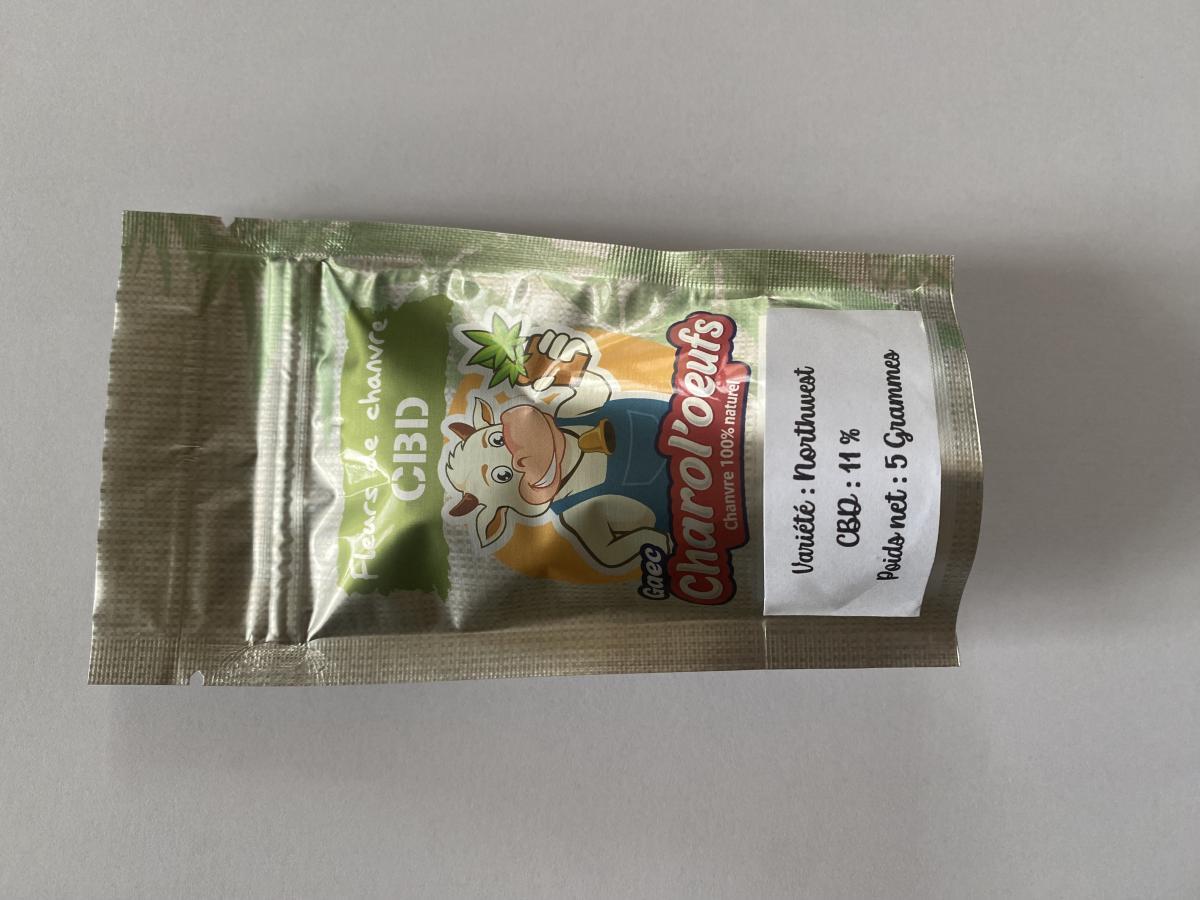 Fleurs de chanvre
CBD
Gaec
Charol'oeufs
Chanvre 100% naturel
Variété : Northwest
CBD : 11 %
Poids net : 5 Grammes